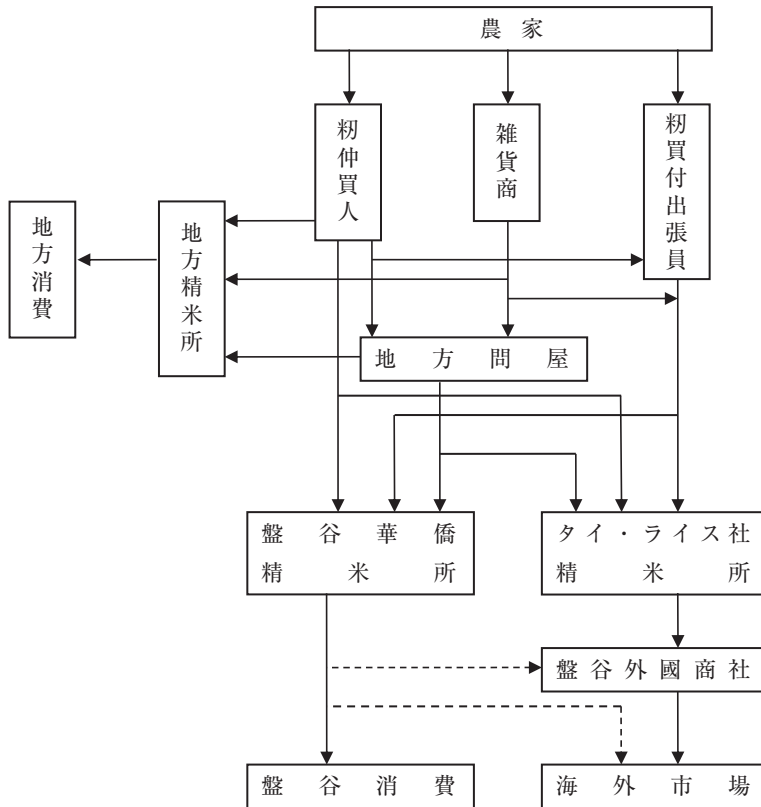 農家
籾仲買人
雑貨商
籾買付出張員
地方消費
地方精米所
地方問屋
盤谷華僑
精米所
タイ・ライス社
精米所
盤谷外國商社
盤谷消費
海外市場